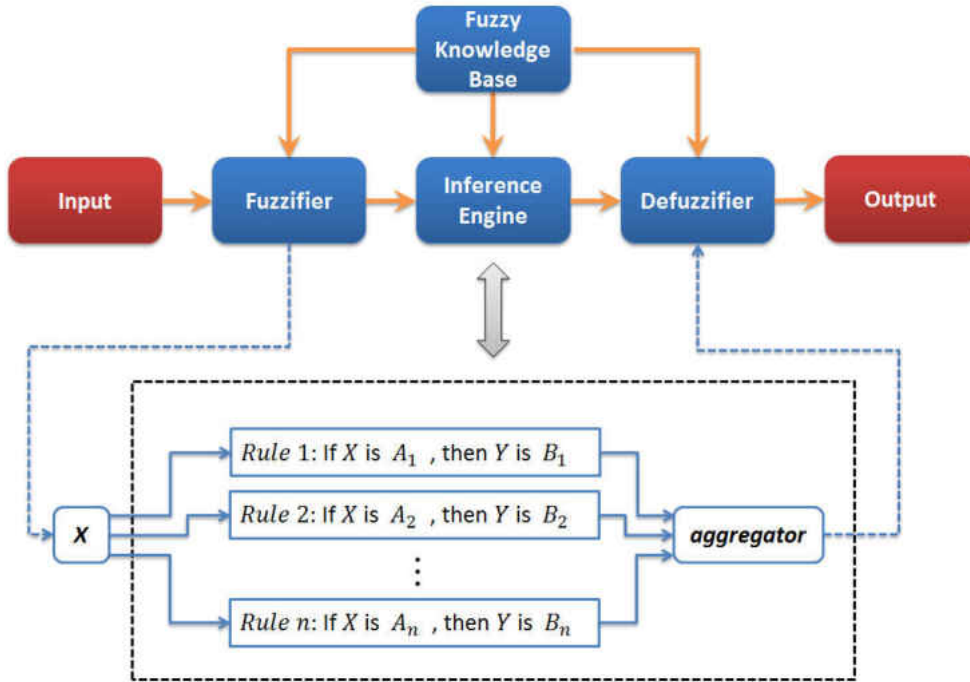 Fuzzy
Knowledge
Base
Input
Fuzzifier
Inference
Engine
Defuzzifier
Output
Rule 1: If X is A₁ , then Y is B₁
Rule 2: If X is A₂ , then Y is B₂
X
aggregator
⋮
Rule n: If X is Aₙ , then Y is Bₙ